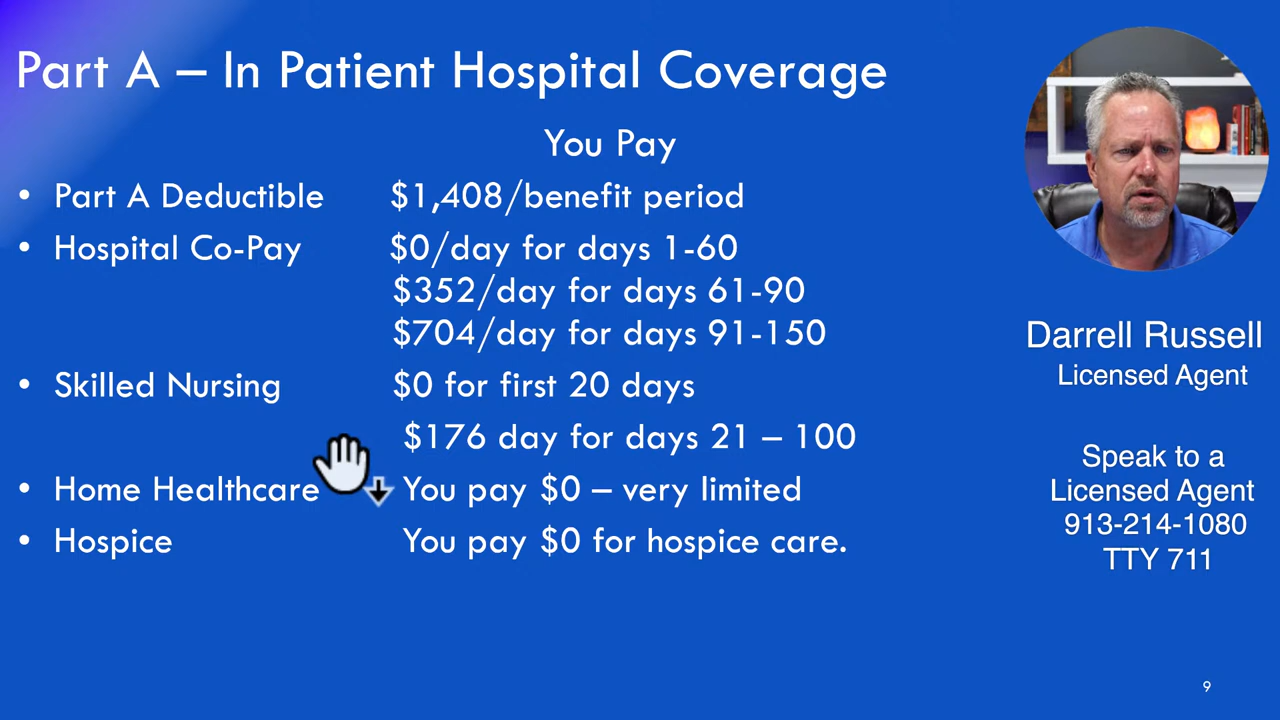 Part A – In Patient Hospital Coverage
You Pay
• Part A Deductible $1,408/benefit period
• Hospital Co-Pay $0/day for days 1-60
$352/day for days 61-90
$704/day for days 91-150
• Skilled Nursing $0 for first 20 days
$176 day for days 21 – 100
• Home Healthcare You pay $0 – very limited
• Hospice You pay $0 for hospice care.
Darrell Russell
Licensed Agent
Speak to a
Licensed Agent
913-214-1080
TTY 711
9